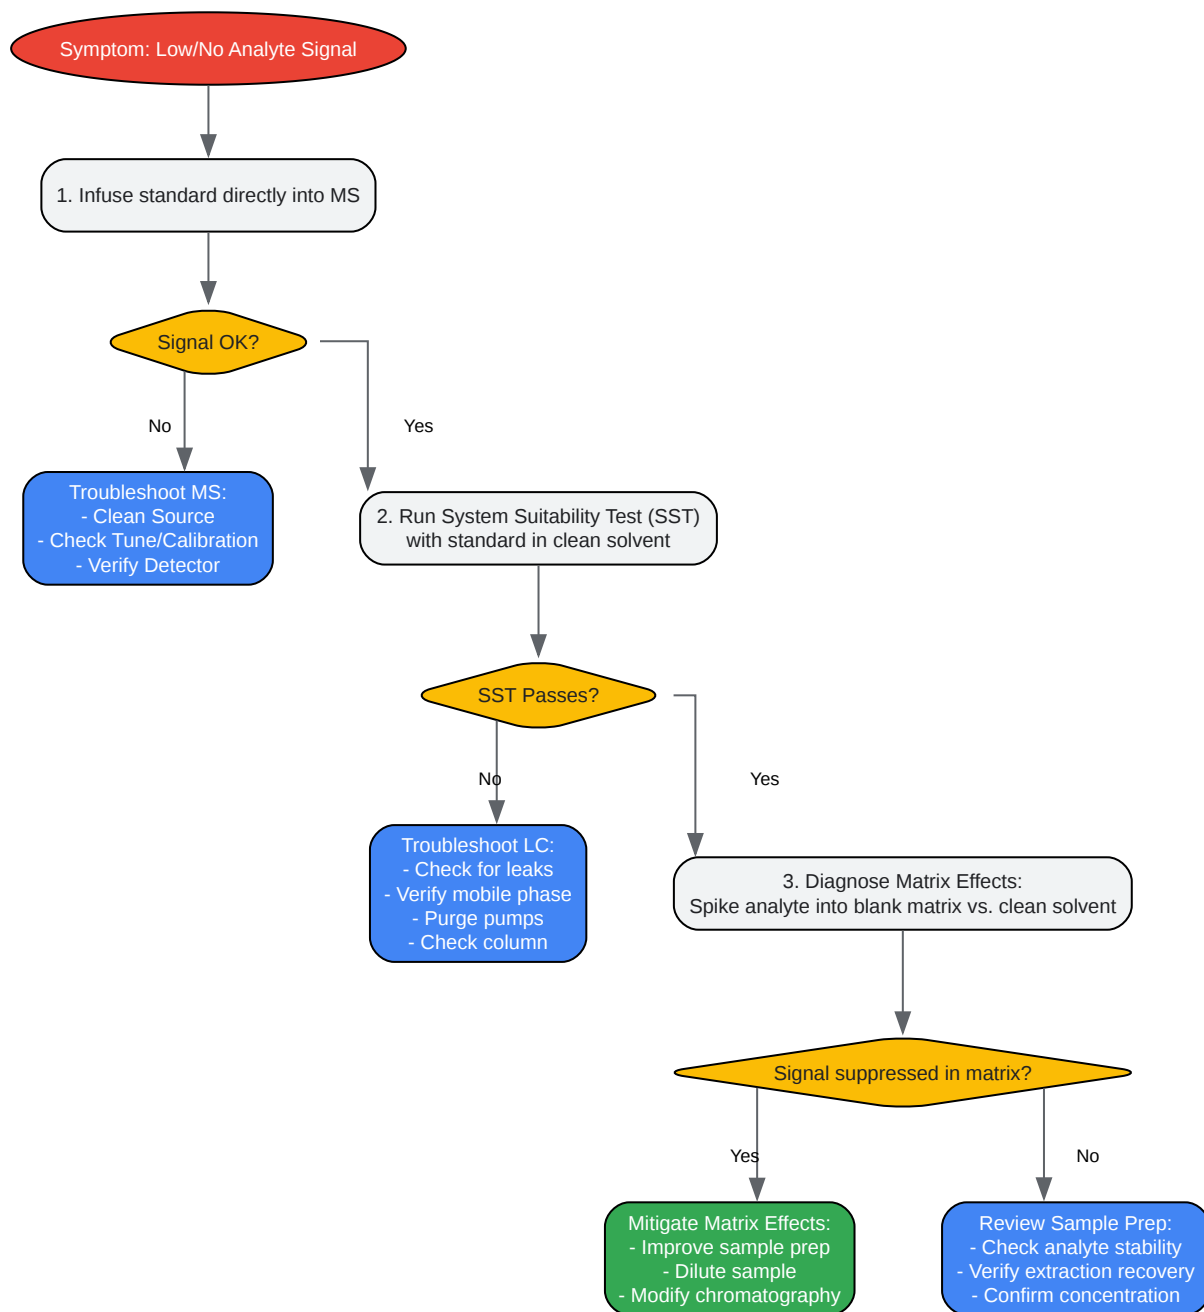 Symptom: Low/No Analyte Signal
1. Infuse standard directly into MS
Signal OK?
No
Yes
Troubleshoot MS:
- Clean Source
- Check Tune/Calibration
- Verify Detector
2. Run System Suitability Test (SST)
with standard in clean solvent
SST Passes?
No
Yes
Troubleshoot LC:
- Check for leaks
- Verify mobile phase
- Purge pumps
- Check column
3. Diagnose Matrix Effects:
Spike analyte into blank matrix vs. clean solvent
Signal suppressed in matrix?
Yes
No
Mitigate Matrix Effects:
- Improve sample prep
- Dilute sample
- Modify chromatography
Review Sample Prep:
- Check analyte stability
- Verify extraction recovery
- Confirm concentration